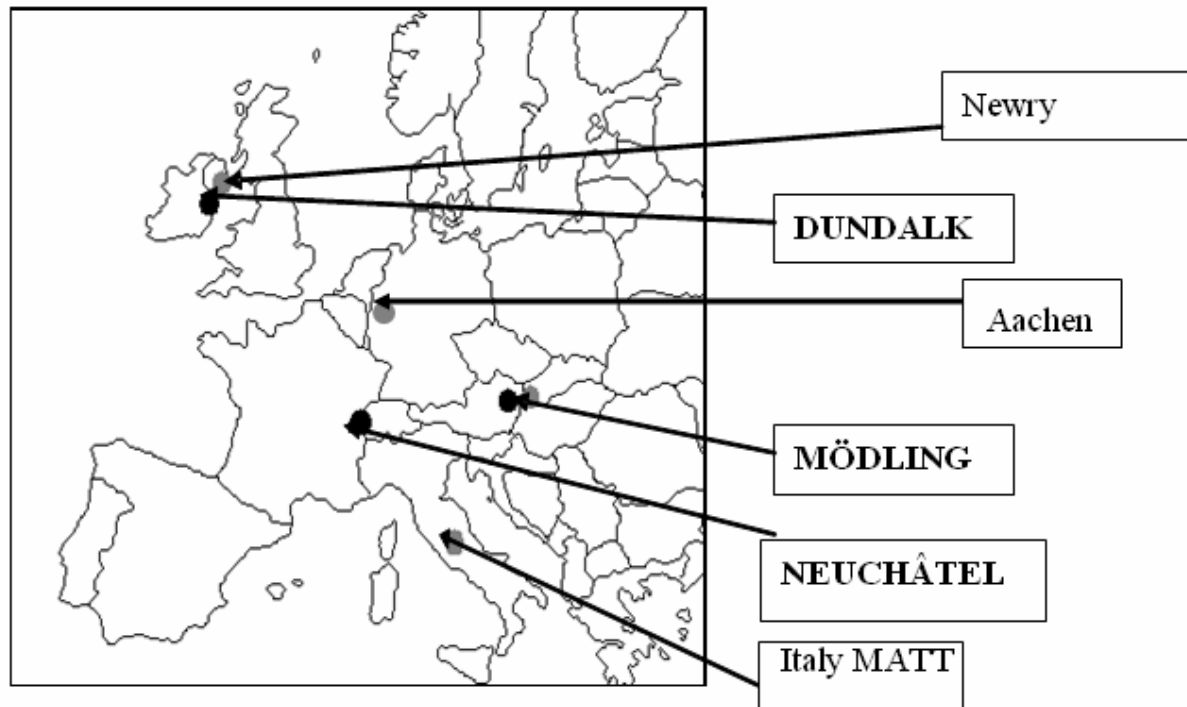 Newry
DUNDALK
Aachen
MÖDLING
NEUCHÂTEL
Italy MATT